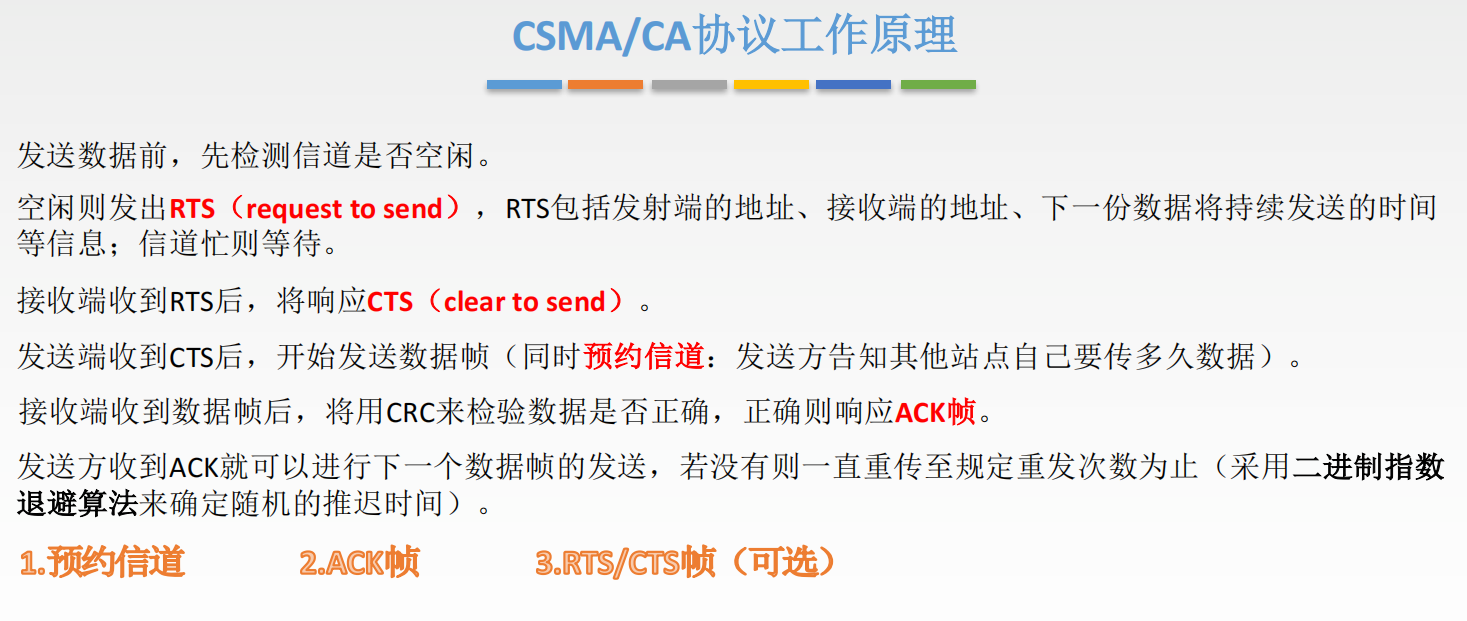 CSMA/CA协议工作原理
发送数据前，先检测信道是否空闲。
空闲则发出RTS（request to send），RTS包括发射端的地址、接收端的地址、下一份数据将持续发送的时间
等信息；信道忙则等待。
接收端收到RTS后，将响应CTS（clear to send）。
发送端收到CTS后，开始发送数据帧（同时预约信道：发送方告知其他站点自己要传多久数据）。
接收端收到数据帧后，将用CRC来检验数据是否正确，正确则响应ACK帧。
发送方收到ACK就可以进行下一个数据帧的发送，若没有则一直重传至规定重发次数为止（采用二进制指数
退避算法来确定随机的推迟时间）。
1.预约信道 2.ACK帧 3.RTS/CTS帧（可选）